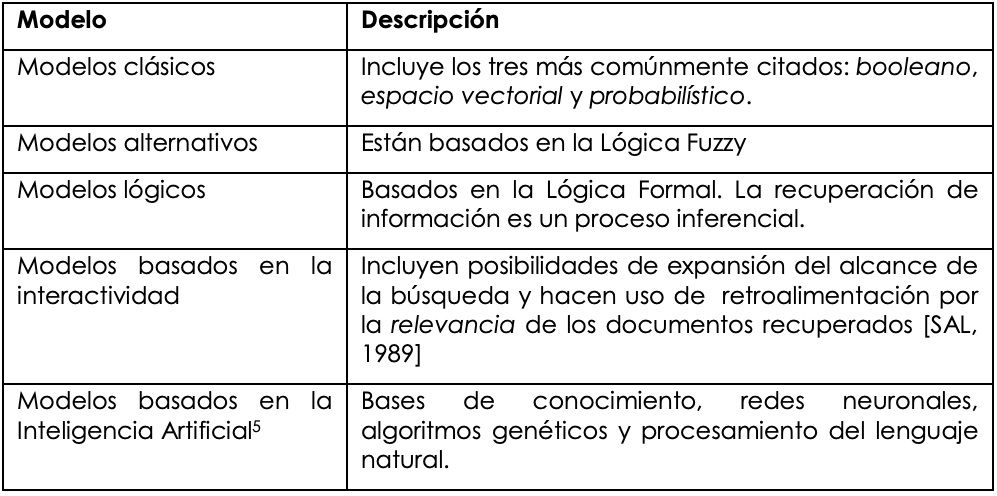 Modelo
Descripción
Modelos clásicos
Incluye los tres más comúnmente citados: booleano,
espacio vectorial y probabilístico.
Modelos alternativos
Están basados en la Lógica Fuzzy
Modelos lógicos
Basados en la Lógica Formal. La recuperación de
información es un proceso inferencial.
Modelos basados en la
interactividad
Incluyen posibilidades de expansión del alcance de
la búsqueda y hacen uso de retroalimentación por
la relevancia de los documentos recuperados [SAL,
1989]
Modelos basados en la
Inteligencia Artificial⁵
Bases de conocimiento, redes neuronales,
algoritmos genéticos y procesamiento del lenguaje
natural.